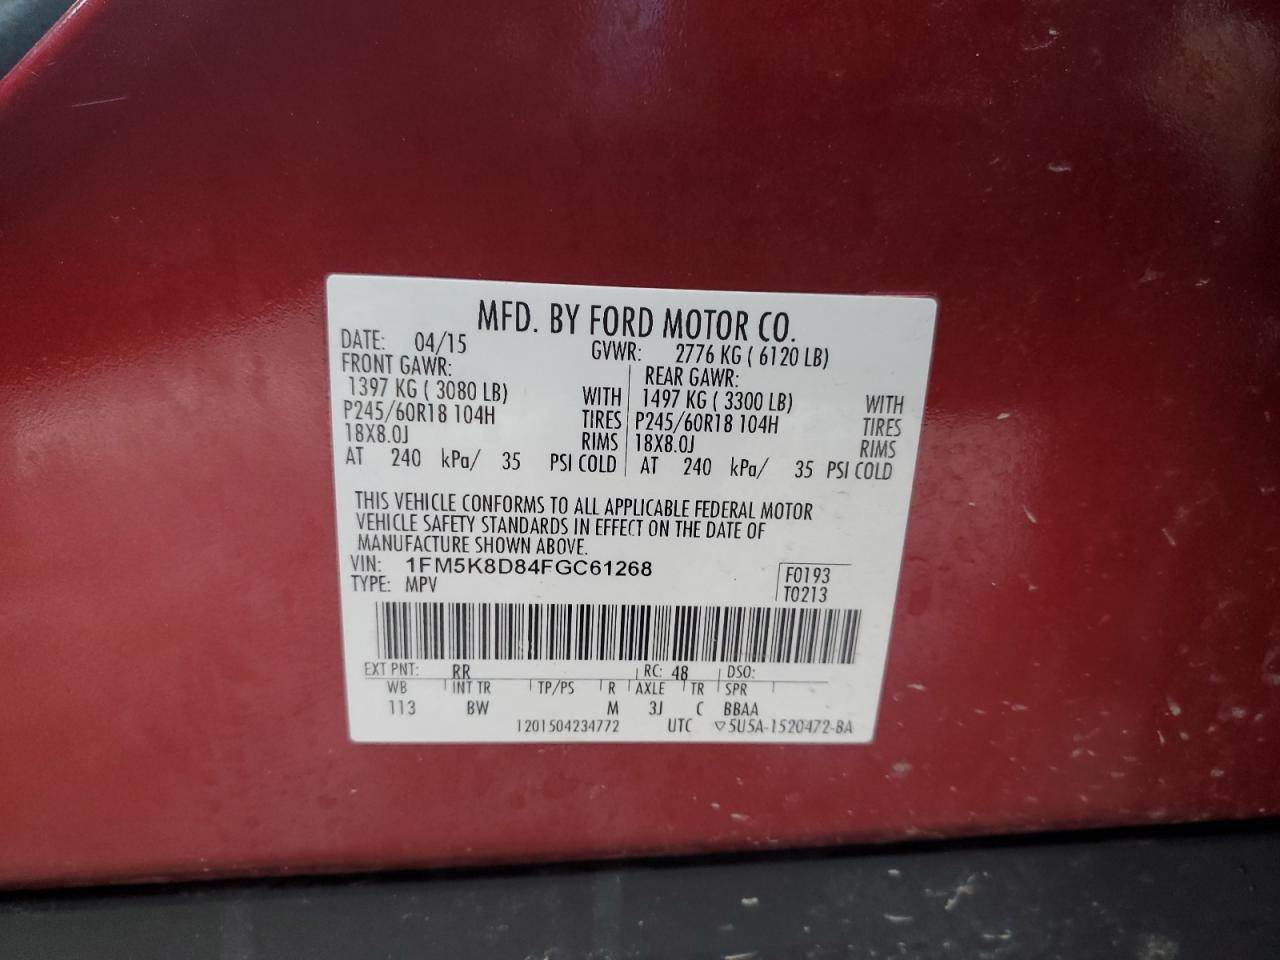 MFD. BY FORD MOTOR CO.
DATE: 04/15 GVWR: 2776 KG ( 6120 LB)
FRONT GAWR: REAR GAWR:
1397 KG ( 3080 LB) WITH 1497 KG ( 3300 LB) WITH
P245/60R18 104H TIRES P245/60R18 104H TIRES
18X8.0J RIMS 18X8.0J RIMS
AT 240 kPa/ 35 PSI COLD AT 240 kPa/ 35 PSI COLD
THIS VEHICLE CONFORMS TO ALL APPLICABLE FEDERAL MOTOR
VEHICLE SAFETY STANDARDS IN EFFECT ON THE DATE OF
MANUFACTURE SHOWN ABOVE.
VIN: 1FM5K8D84FGC61268 F0193
TYPE: MPV T0213
EXT PNT: RR RC: 48 DSO:
WB INT TR TP/PS R AXLE TR SPR
113 BW M 3J C BBAA
1201504234772 UTC ▽5U5A-1520472-BA